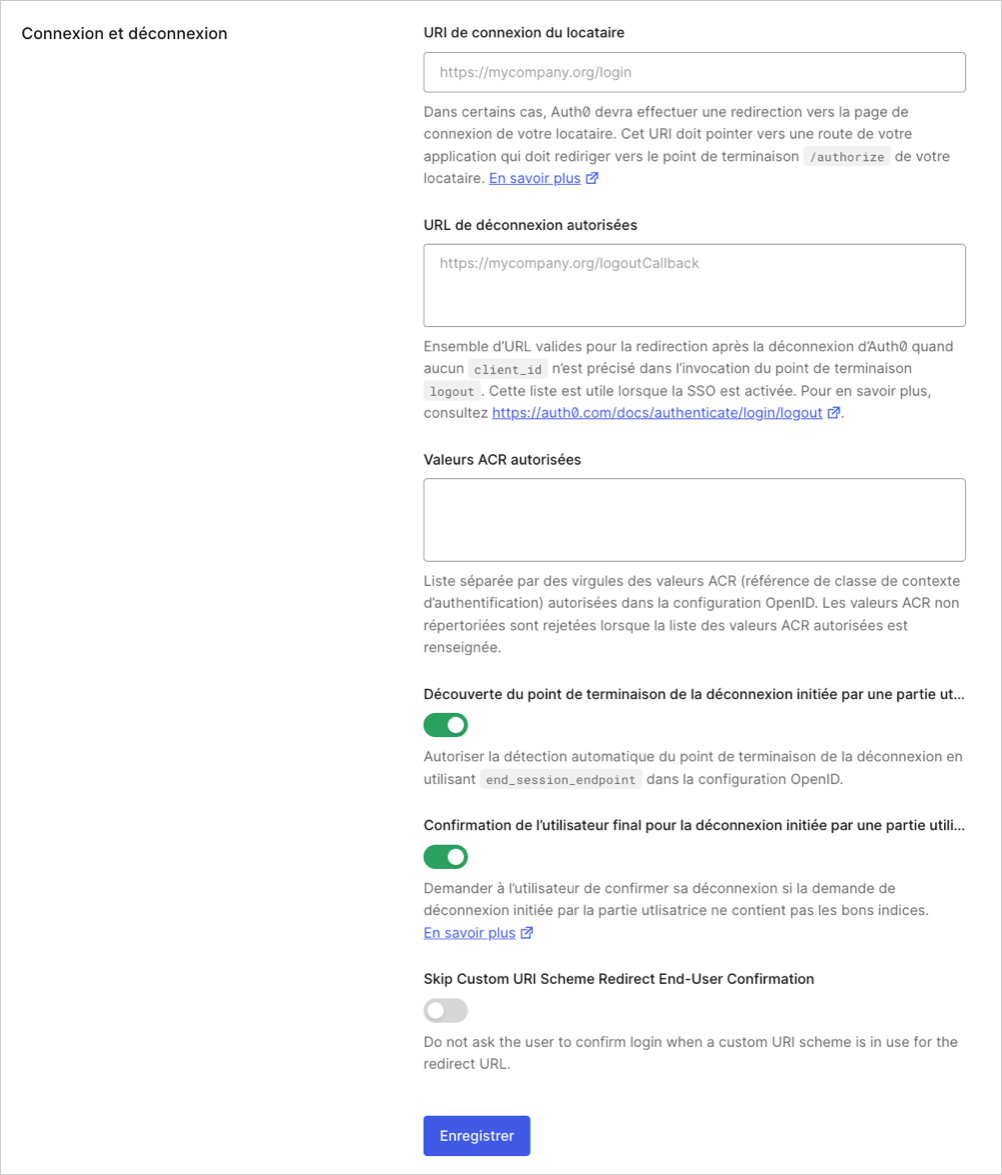 Connexion et déconnexion
URI de connexion du locataire
https://mycompany.org/login
Dans certains cas, Auth0 devra effectuer une redirection vers la page de
connexion de votre locataire. Cet URI doit pointer vers une route de votre
application qui doit rediriger vers le point de terminaison /authorize de votre
locataire. En savoir plus
URL de déconnexion autorisées
https://mycompany.org/logoutCallback
Ensemble d’URL valides pour la redirection après la déconnexion d’Auth0 quand
aucun client_id n’est précisé dans l’invocation du point de terminaison
logout. Cette liste est utile lorsque la SSO est activée. Pour en savoir plus,
consultez https://auth0.com/docs/authenticate/login/logout.
Valeurs ACR autorisées
Liste séparée par des virgules des valeurs ACR (référence de classe de contexte
d’authentification) autorisées dans la configuration OpenID. Les valeurs ACR non
répertoriées sont rejetées lorsque la liste des valeurs ACR autorisées est
renseignée.
Découverte du point de terminaison de la déconnexion initiée par une partie ut...
Autoriser la détection automatique du point de terminaison de la déconnexion en
utilisant end_session_endpoint dans la configuration OpenID.
Confirmation de l’utilisateur final pour la déconnexion initiée par une partie utili...
Demander à l’utilisateur de confirmer sa déconnexion si la demande de
déconnexion initiée par la partie utlisatrice ne contient pas les bons indices.
En savoir plus
Skip Custom URI Scheme Redirect End-User Confirmation
Do not ask the user to confirm login when a custom URI scheme is in use for the
redirect URL.
Enregistrer